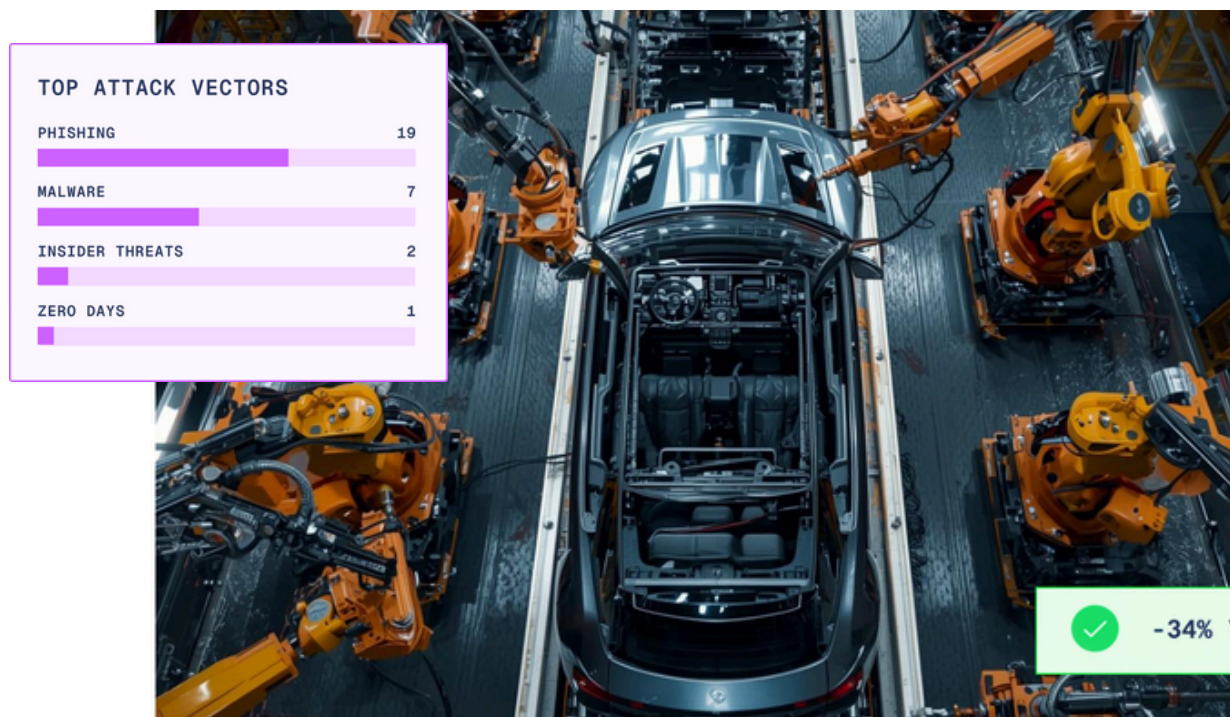 TOP ATTACK VECTORS
PHISHING 19
MALWARE 7
INSIDER THREATS 2
ZERO DAYS 1
-34%